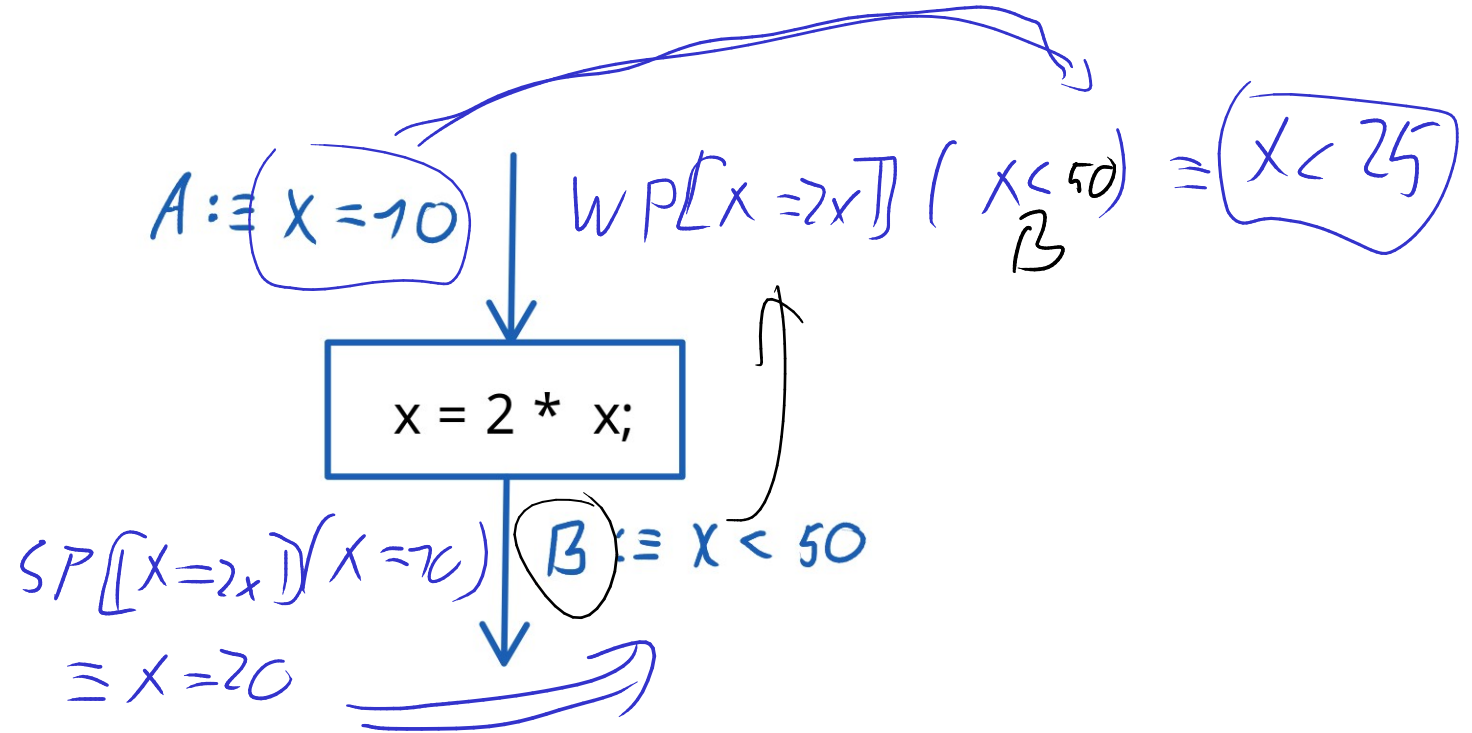 A :≡ x = 10
WP⟦x = 2x⟧ ( x < 50 ) ≡ x < 25
B
x = 2 * x;
SP⟦x = 2x⟧(x = 10)
B :≡ x < 50
≡ x = 20